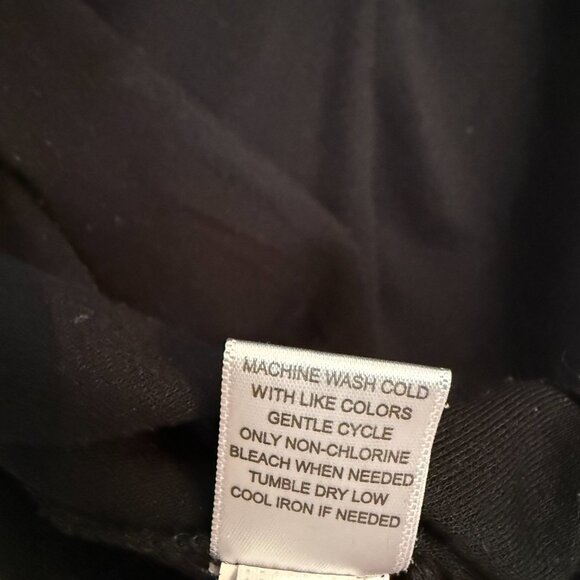 MACHINE WASH COLD
WITH LIKE COLORS
GENTLE CYCLE
ONLY NON-CHLORINE
BLEACH WHEN NEEDED
TUMBLE DRY LOW
COOL IRON IF NEEDED